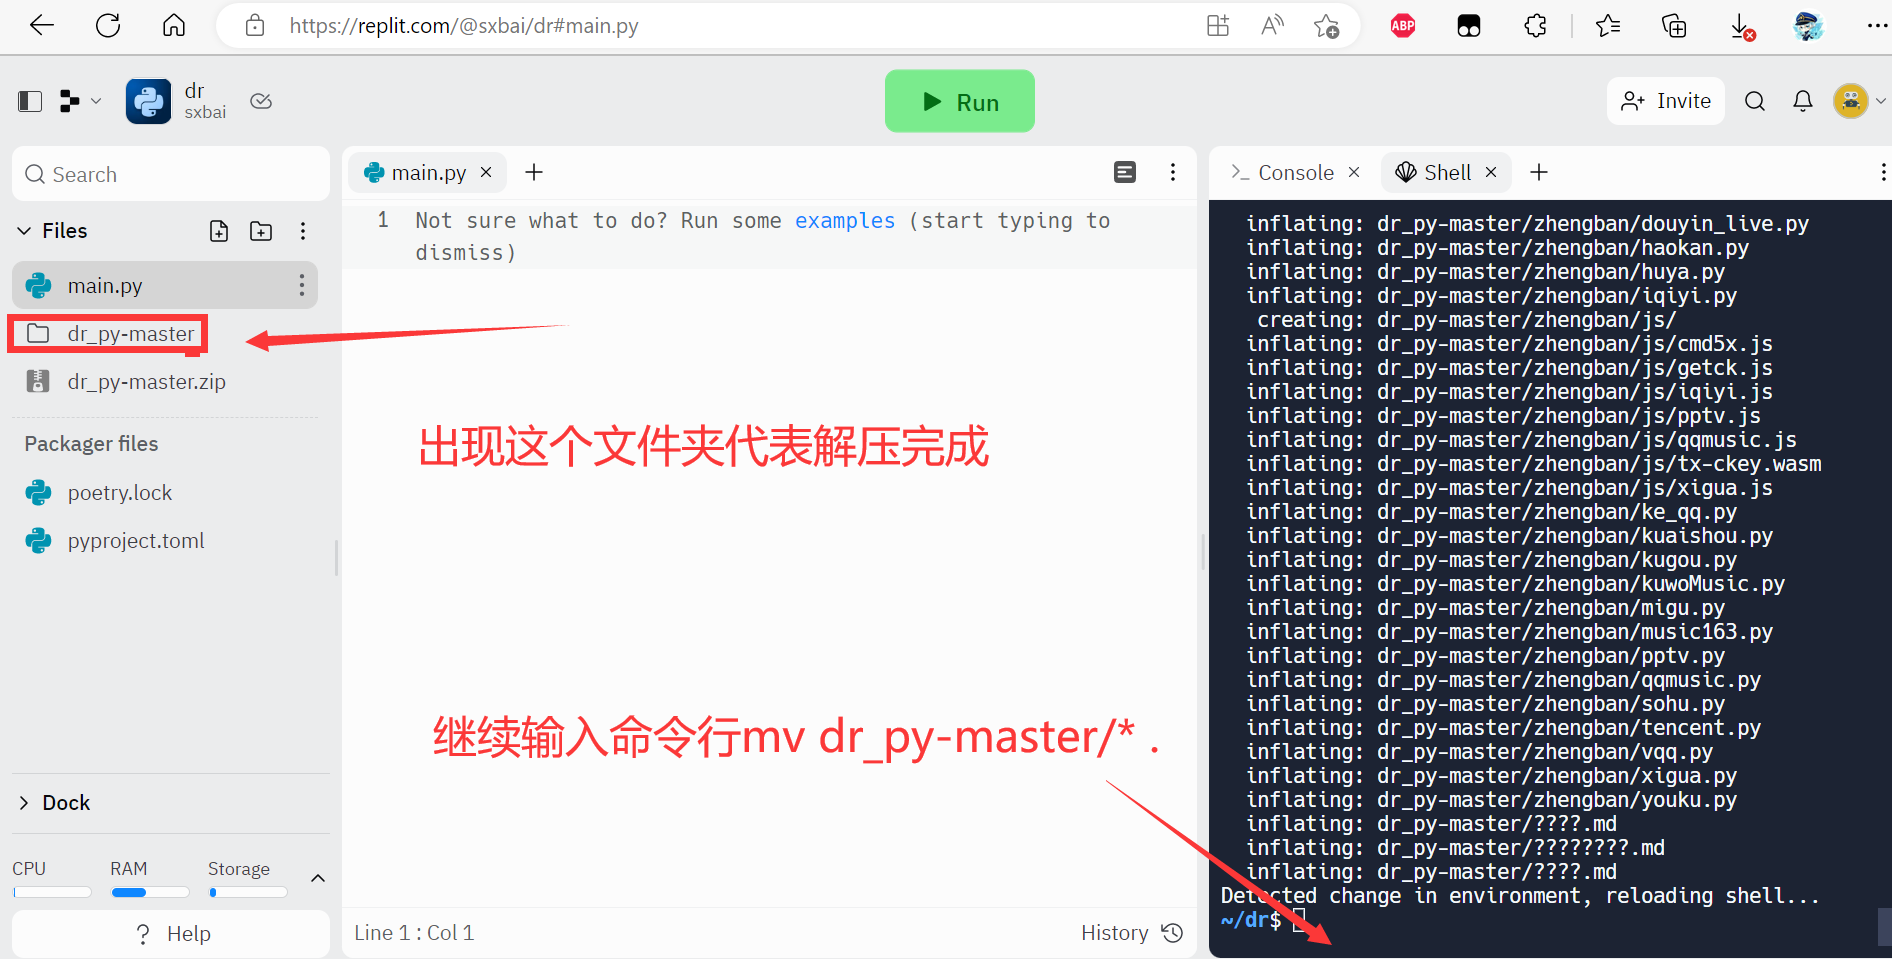 https://replit.com/@sxbai/dr#main.py
ABP
dr
sxbai
Run
Invite
Search
Files
main.py
dr_py-master
dr_py-master.zip
Packager files
poetry.lock
pyproject.toml
Dock
CPU RAM Storage
? Help
main.py
1 Not sure what to do? Run some examples (start typing to
dismiss)
出现这个文件夹代表解压完成
继续输入命令行mv dr_py-master/* .
Line 1 : Col 1
History
Console
Shell
inflating: dr_py-master/zhengban/douyin_live.py
inflating: dr_py-master/zhengban/haokan.py
inflating: dr_py-master/zhengban/huya.py
inflating: dr_py-master/zhengban/iqiyi.py
creating: dr_py-master/zhengban/js/
inflating: dr_py-master/zhengban/js/cmd5x.js
inflating: dr_py-master/zhengban/js/getck.js
inflating: dr_py-master/zhengban/js/iqiyi.js
inflating: dr_py-master/zhengban/js/pptv.js
inflating: dr_py-master/zhengban/js/qqmusic.js
inflating: dr_py-master/zhengban/js/tx-ckey.wasm
inflating: dr_py-master/zhengban/js/xigua.js
inflating: dr_py-master/zhengban/ke_qq.py
inflating: dr_py-master/zhengban/kuaishou.py
inflating: dr_py-master/zhengban/kugou.py
inflating: dr_py-master/zhengban/kuwoMusic.py
inflating: dr_py-master/zhengban/migu.py
inflating: dr_py-master/zhengban/music163.py
inflating: dr_py-master/zhengban/pptv.py
inflating: dr_py-master/zhengban/qqmusic.py
inflating: dr_py-master/zhengban/sohu.py
inflating: dr_py-master/zhengban/tencent.py
inflating: dr_py-master/zhengban/vqq.py
inflating: dr_py-master/zhengban/xigua.py
inflating: dr_py-master/zhengban/youku.py
inflating: dr_py-master/????.md
inflating: dr_py-master/????????.md
inflating: dr_py-master/????.md
Detected change in environment, reloading shell...
~/dr$